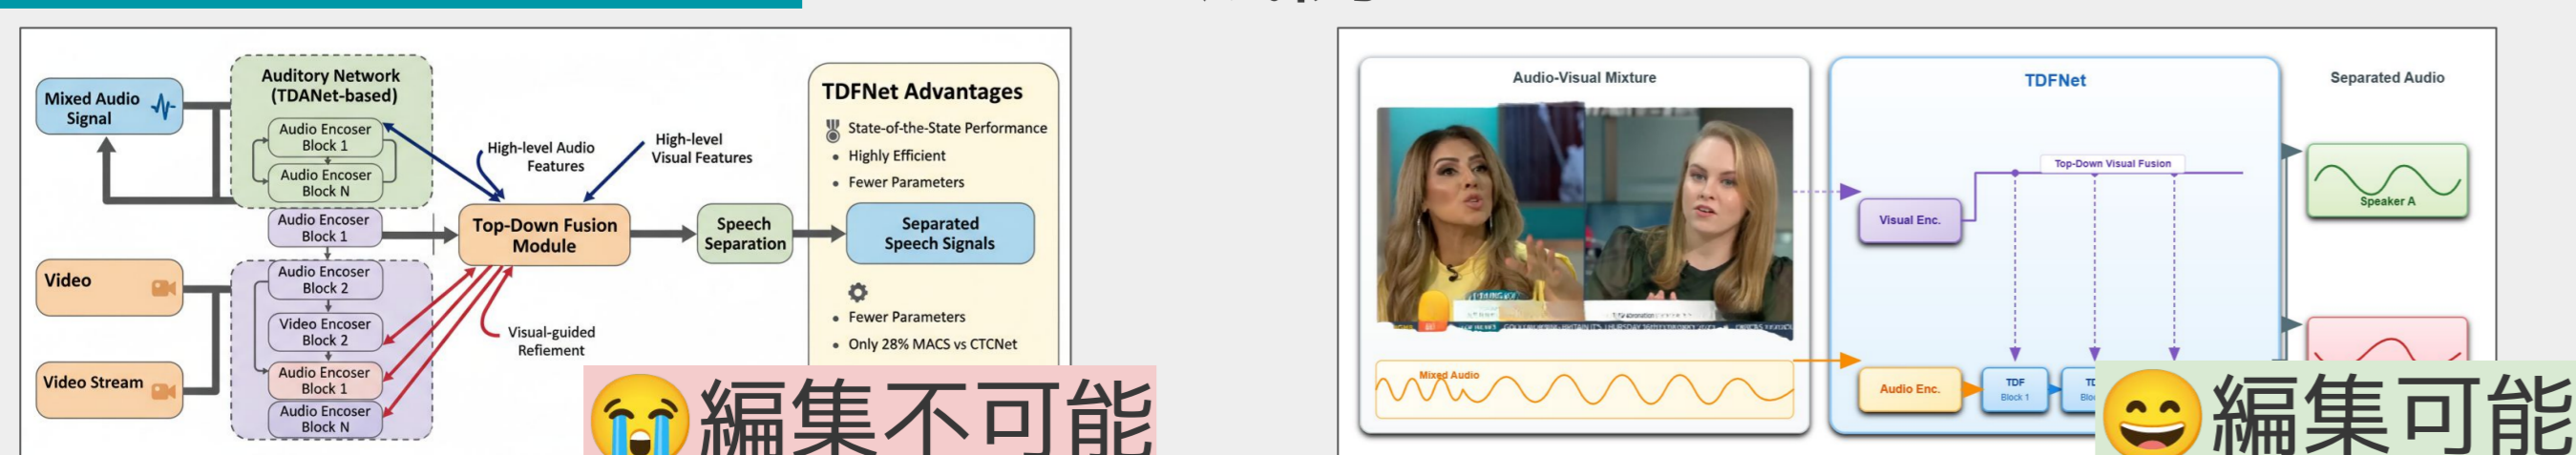 Mixed Audio
Signal
Auditory Network
(TDANet-based)
Audio Encoser
Block 1
Audio Encoser
Block N
Audio Encoser
Block 1
Video
Video Stream
Audio Encoser
Block 2
Video Encoser
Block 2
Audio Encoser
Block 1
Audio Encoser
Block N
High-level Audio
Features
High-level
Visual Features
Top-Down Fusion
Module
Visual-guided
Refiement
Speech
Separation
TDFNet Advantages
State-of-the-State Performance
• Highly Efficient
• Fewer Parameters
Separated
Speech Signals
• Fewer Parameters
• Only 28% MACS vs CTCNet
😭編集不可能
Audio-Visual Mixture
Mixed Audio
TDFNet
Top-Down Visual Fusion
Visual Enc.
Audio Enc.
TDF
Block 1
Separated Audio
Speaker A
😄編集可能